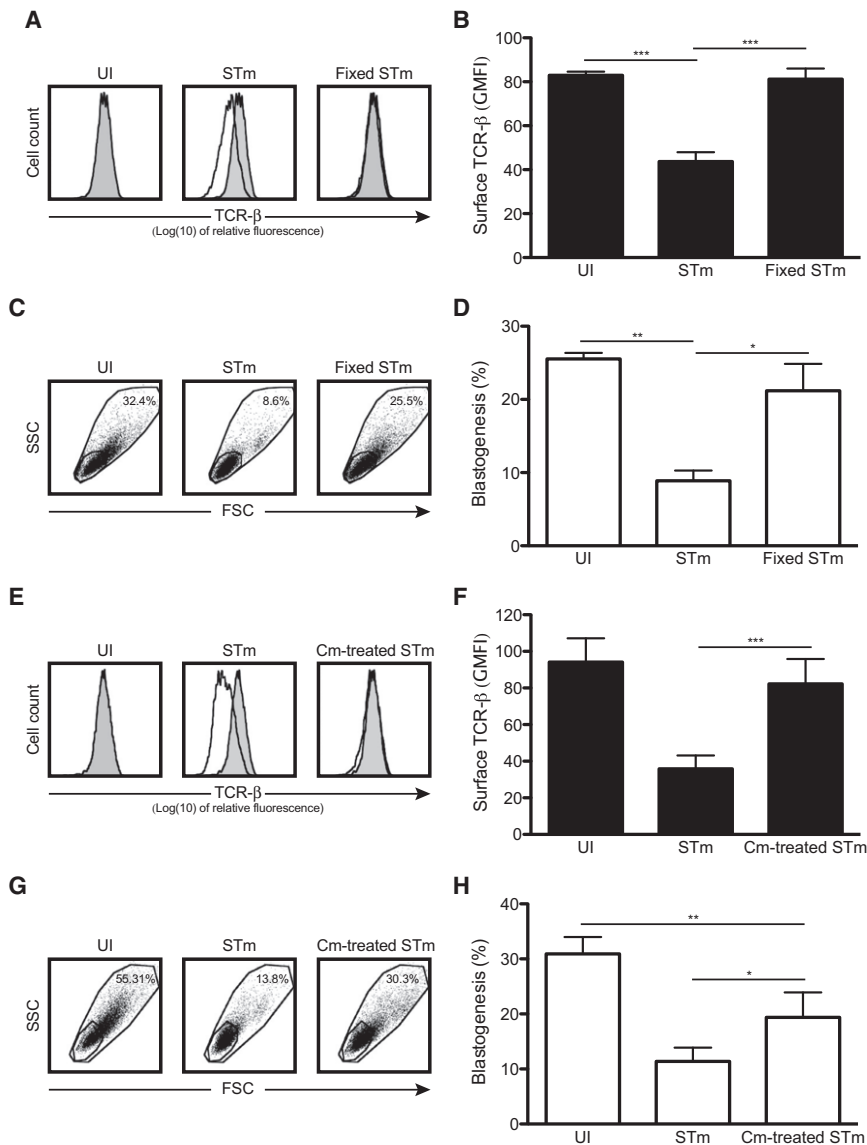 A
UI STm Fixed STm
Cell count
TCR-β
(Log(10) of relative fluorescence)
B
Surface TCR-β (GMFI)
100
80
60
40
20
0
*** ***
UI STm Fixed STm
C
UI STm Fixed STm
SSC
32.4% 8.6% 25.5%
FSC
D
Blastogenesis (%)
30
20
10
0
** *
UI STm Fixed STm
E
UI STm Cm-treated STm
Cell count
TCR-β
(Log(10) of relative fluorescence)
F
Surface TCR-β (GMFI)
120
100
80
60
40
20
0
***
UI STm Cm-treated STm
G
UI STm Cm-treated STm
SSC
55.31% 13.8% 30.3%
FSC
H
Blastogenesis (%)
40
30
20
10
0
**
*
UI STm Cm-treated STm